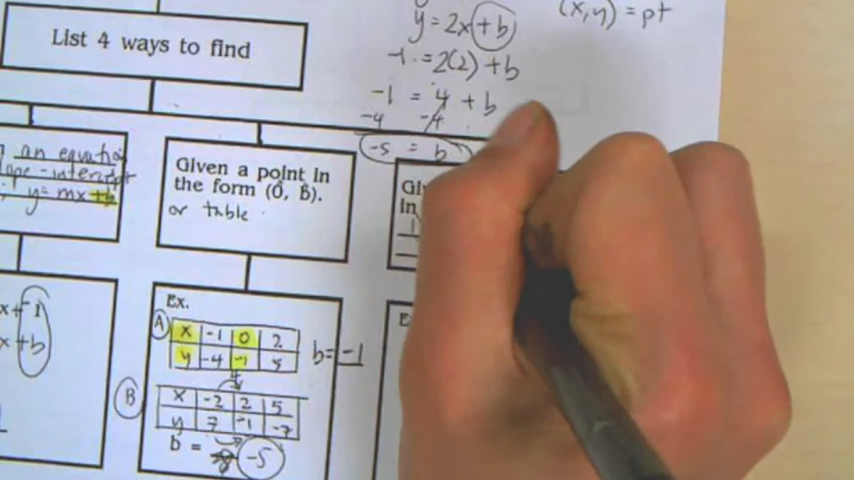 y = 2x + b
(x,y) = pt
-1 = 2(2) + b
-1 = 4 + b
-4 -4
-5 = b
List 4 ways to find
an equation
slope-intercept
y = mx + b
Given a point in
the form (0, B).
or table
In
x + -1
x + b
Ex.
A
x -1 0 2
y -4 -1 5
b = -1
B
x -2 2 5
y 7 -1 -7
b = -5